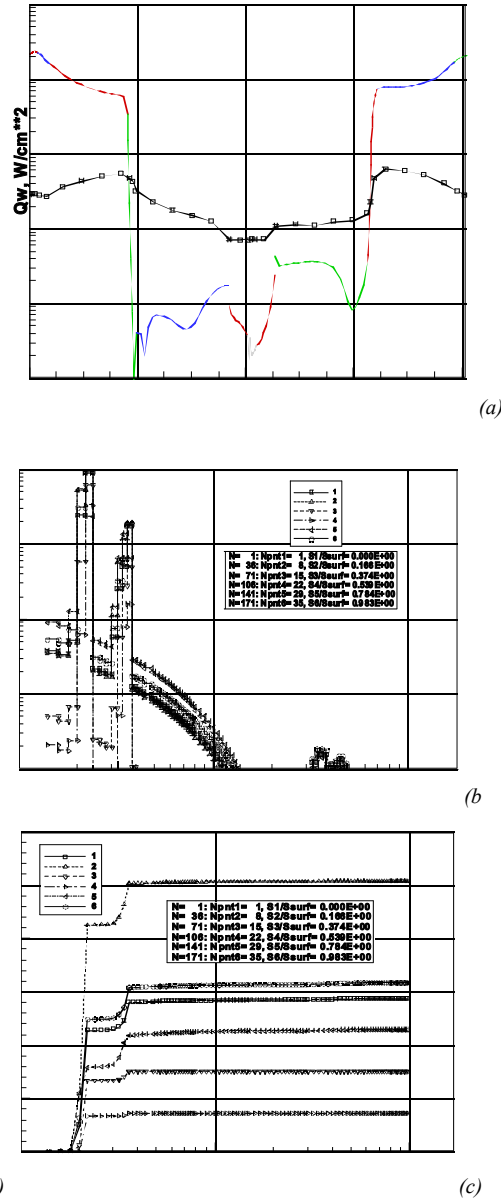 Qw, W/cm**2
(a)
1
2
3
4
5
6
N= 1: Npnt1= 1, S1/Ssurf= 0.000E+00
N= 36: Npnt2= 8, S2/Ssurf= 0.166E+00
N= 71: Npnt3= 15, S3/Ssurf= 0.374E+00
N=106: Npnt4= 22, S4/Ssurf= 0.539E+00
N=141: Npnt5= 29, S5/Ssurf= 0.784E+00
N=171: Npnt6= 35, S6/Ssurf= 0.983E+00
(b
1
2
3
4
5
6
N= 1: Npnt1= 1, S1/Ssurf= 0.000E+00
N= 36: Npnt2= 8, S2/Ssurf= 0.166E+00
N= 71: Npnt3= 15, S3/Ssurf= 0.374E+00
N=106: Npnt4= 22, S4/Ssurf= 0.539E+00
N=141: Npnt5= 29, S5/Ssurf= 0.784E+00
N=171: Npnt6= 35, S6/Ssurf= 0.983E+00
)
(c)